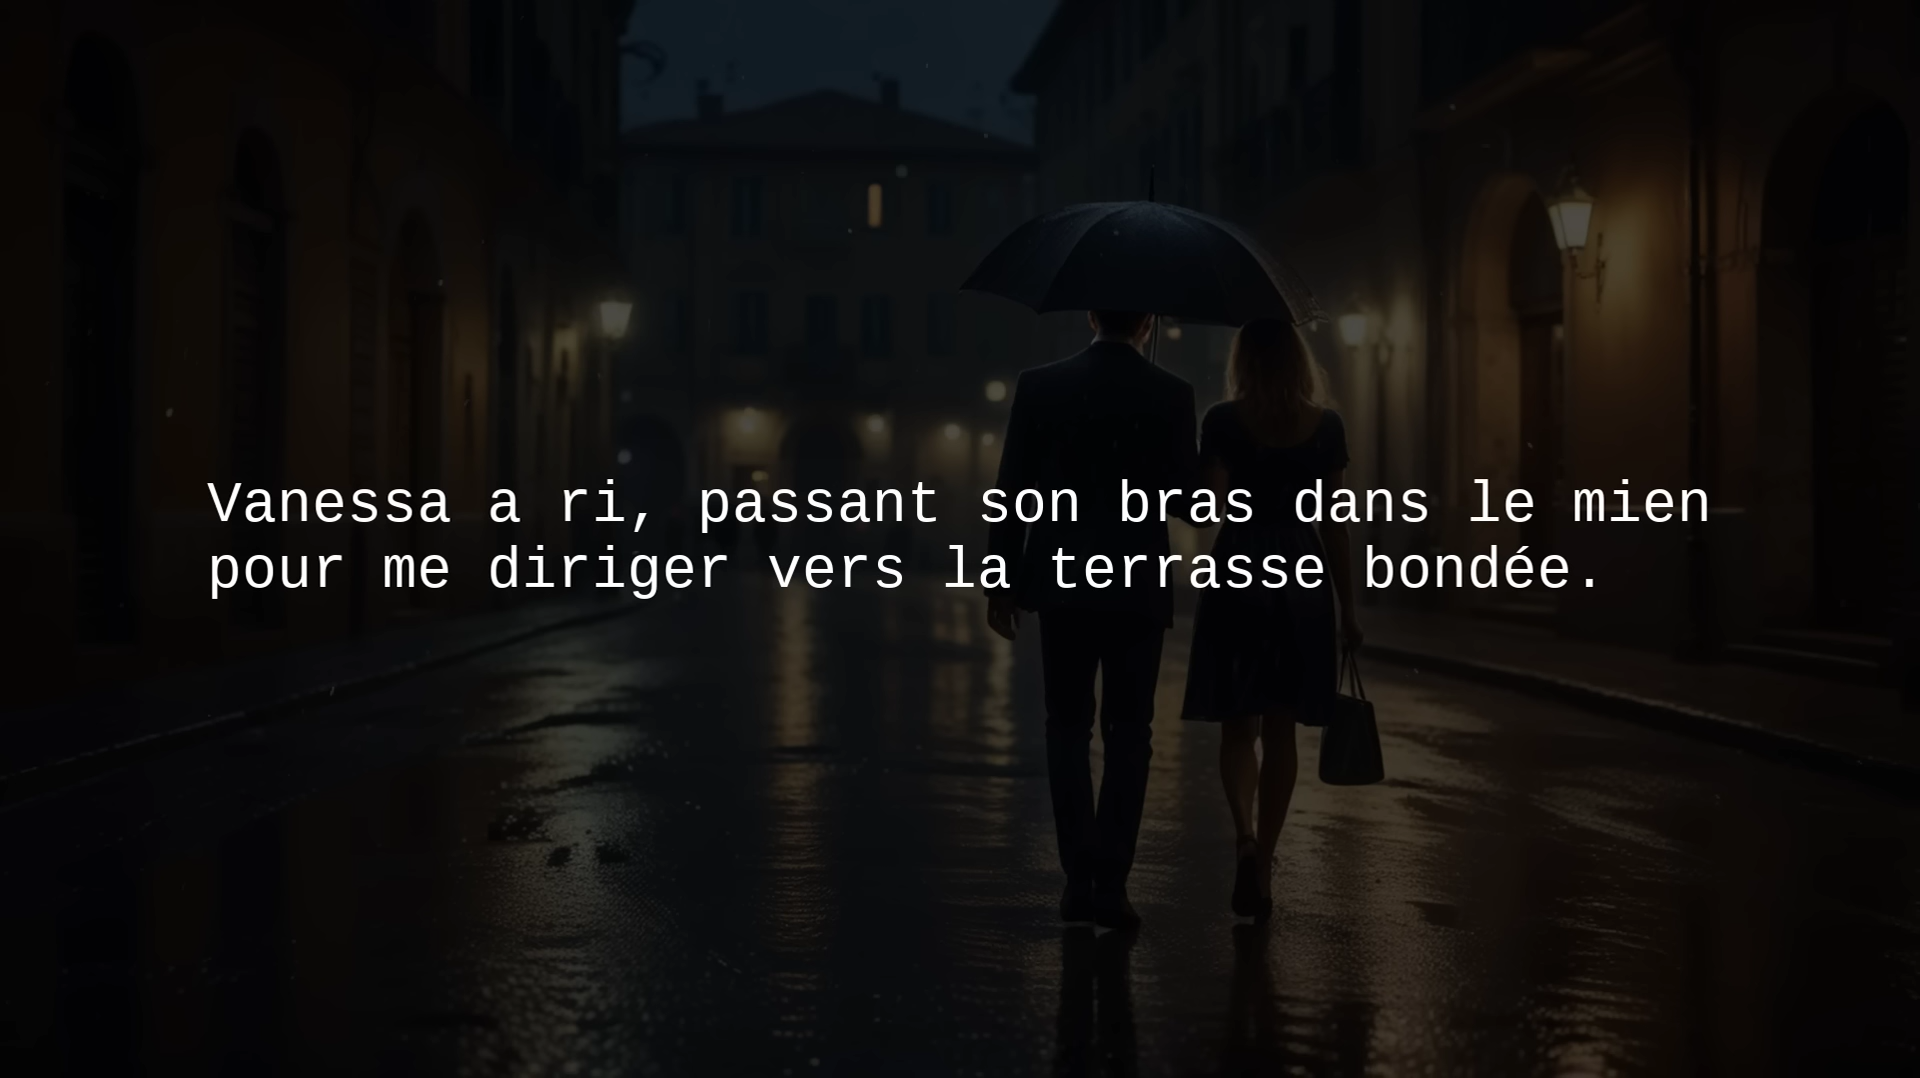 Vanessa a ri, passant son bras dans le mien
pour me diriger vers la terrasse bondée.